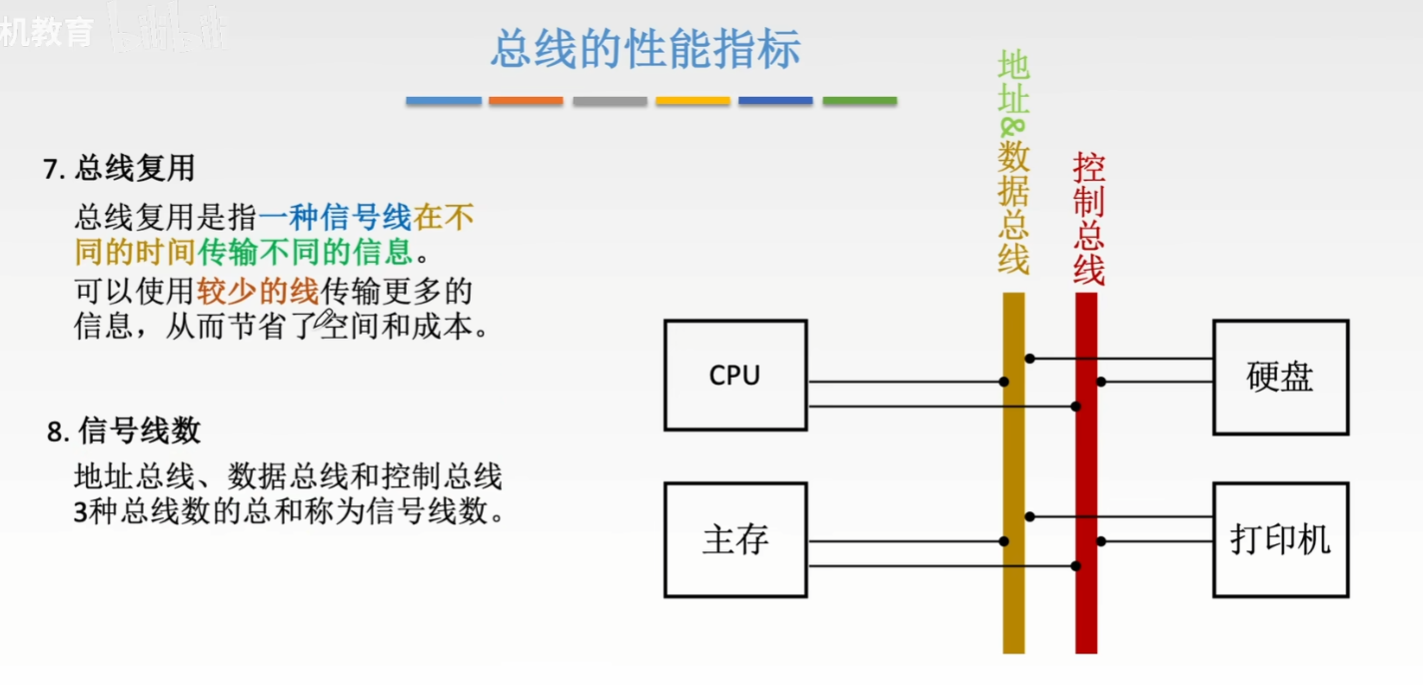 机教育 bilibili
总线的性能指标
7. 总线复用
总线复用是指一种信号线在不
同的时间传输不同的信息。
可以使用较少的线传输更多的
信息，从而节省了空间和成本。
8. 信号线数
地址总线、数据总线和控制总线
3种总线数的总和称为信号线数。
地址&数据总线
控制总线
CPU
硬盘
主存
打印机